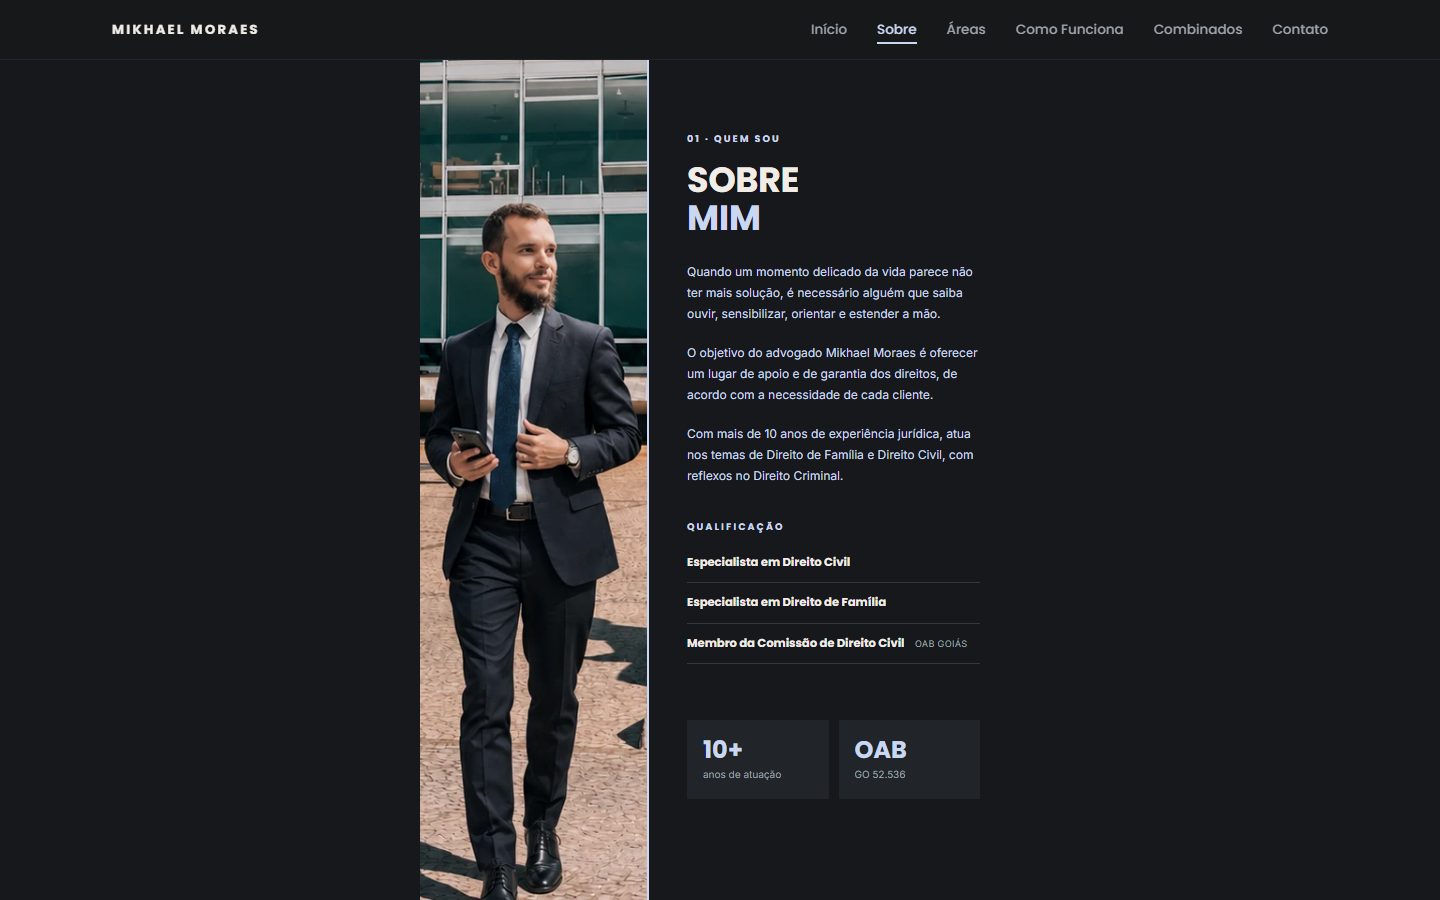 MIKHAEL MORAES
Início Sobre Áreas Como Funciona Combinados Contato
01 · QUEM SOU
SOBRE
MIM
Quando um momento delicado da vida parece não
ter mais solução, é necessário alguém que saiba
ouvir, sensibilizar, orientar e estender a mão.
O objetivo do advogado Mikhael Moraes é oferecer
um lugar de apoio e de garantia dos direitos, de
acordo com a necessidade de cada cliente.
Com mais de 10 anos de experiência jurídica, atua
nos temas de Direito de Família e Direito Civil, com
reflexos no Direito Criminal.
QUALIFICAÇÃO
Especialista em Direito Civil
Especialista em Direito de Família
Membro da Comissão de Direito Civil OAB GOIÁS
10+
anos de atuação
OAB
GO 52.536